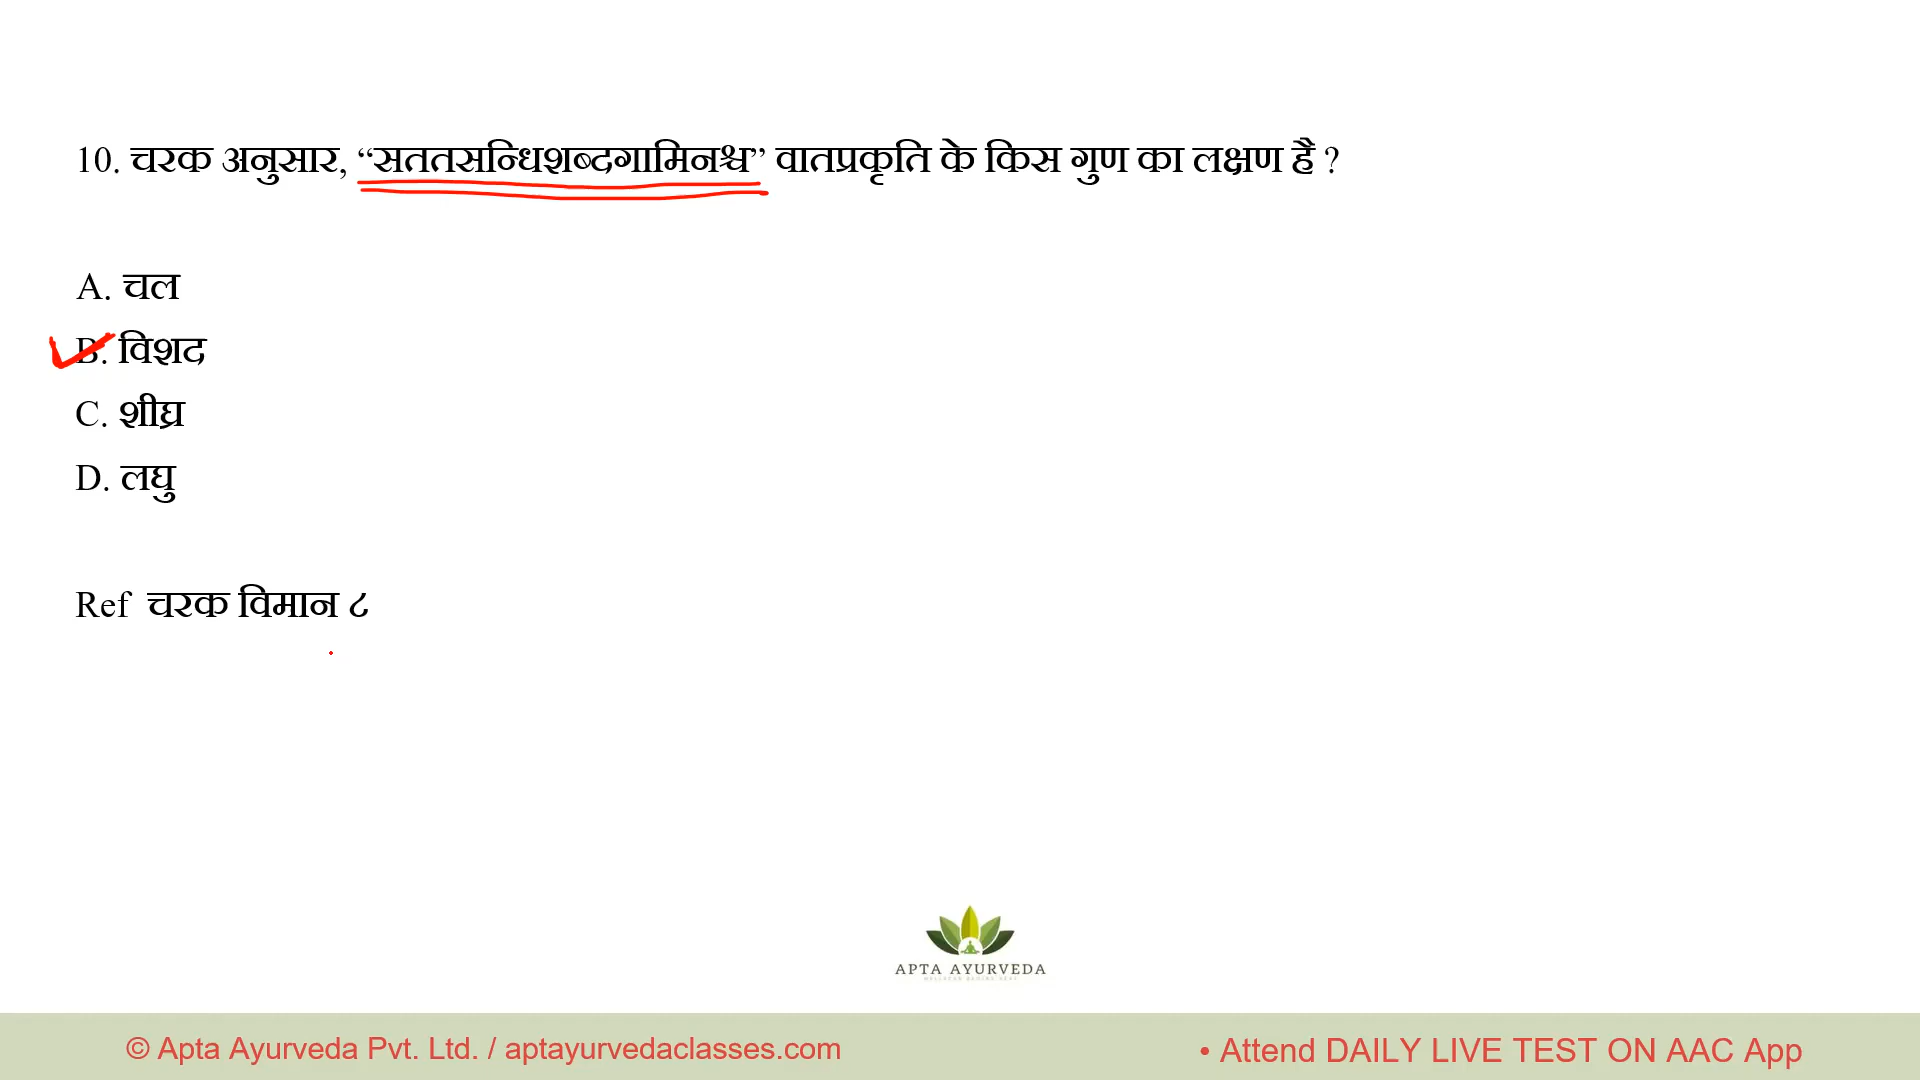 10. चरक अनुसार, “सततसन्धिशब्दगामिनश्च” वातप्रकृति के किस गुण का लक्षण है ?
A. चल
B. विशद
C. शीघ्र
D. लघु
Ref चरक विमान ८
APTA AYURVEDA
© Apta Ayurveda Pvt. Ltd. / aptayurvedaclasses.com
• Attend DAILY LIVE TEST ON AAC App